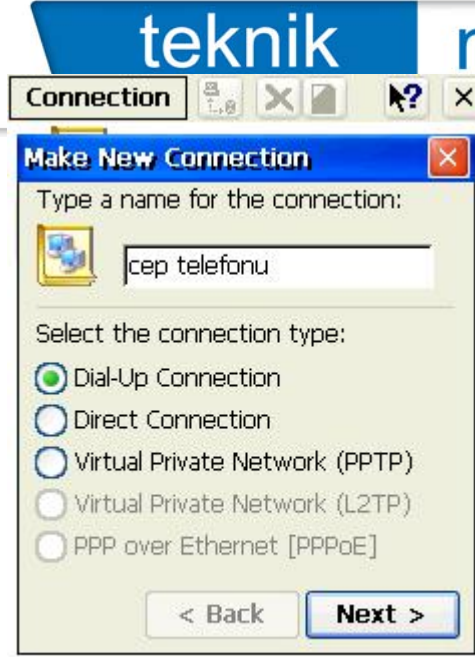 teknik
Connection
Make New Connection
Type a name for the connection:
cep telefonu
Select the connection type:
Dial-Up Connection
Direct Connection
Virtual Private Network (PPTP)
Virtual Private Network (L2TP)
PPP over Ethernet [PPPoE]
< Back Next >